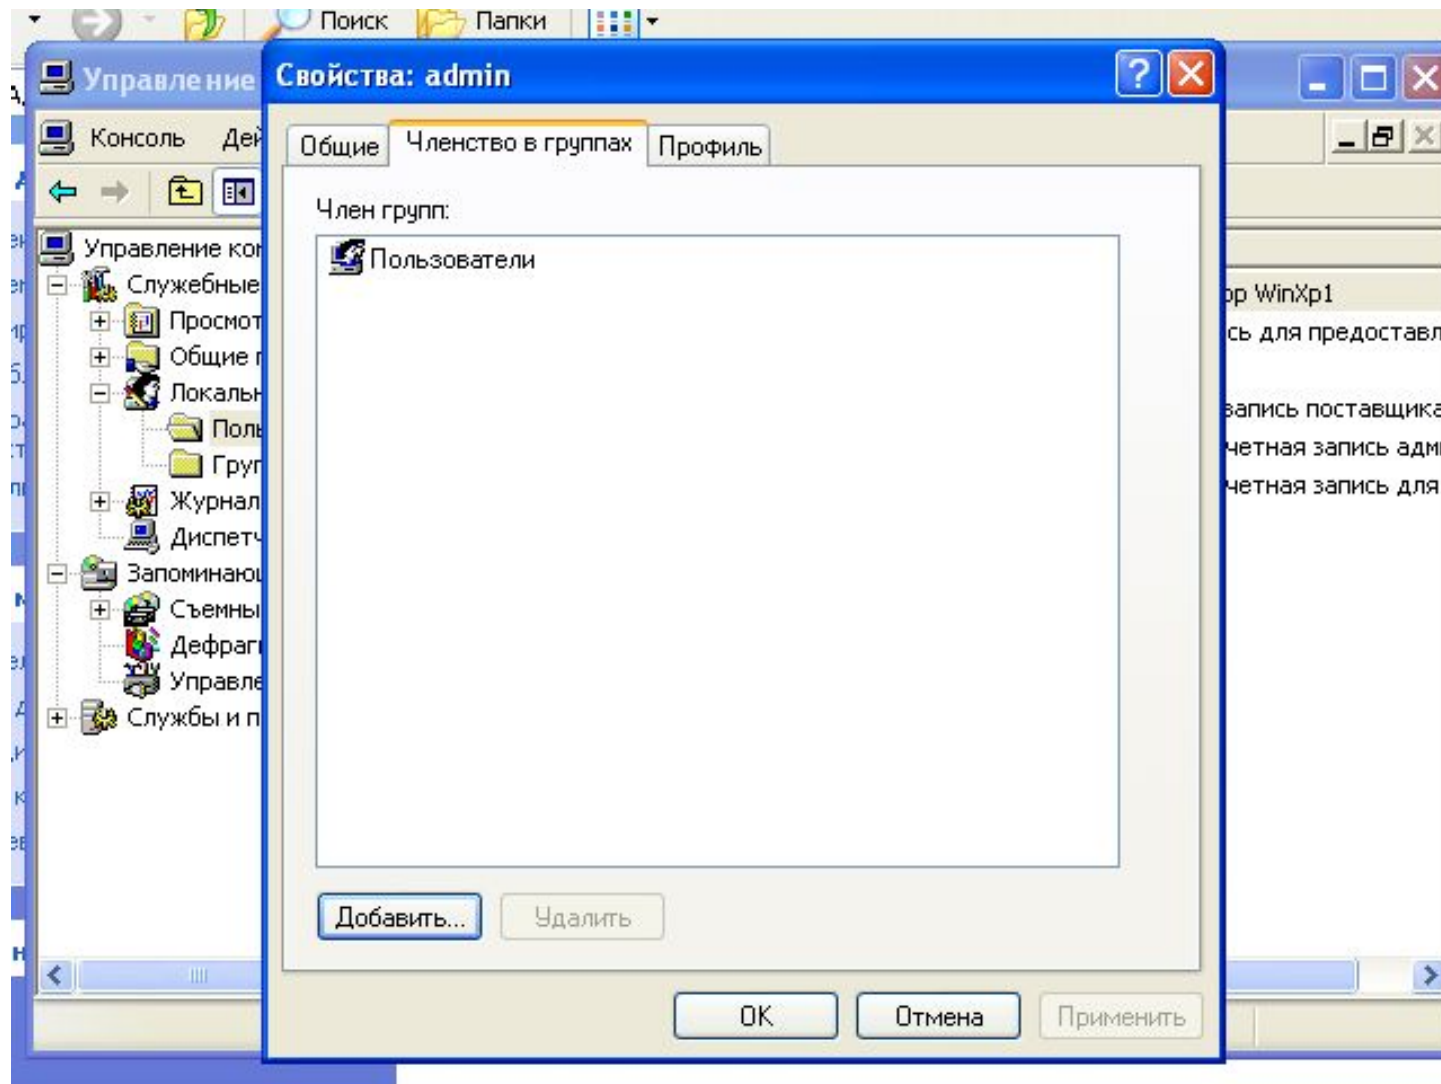 Поиск Папки
Управление
Свойства: admin
Консоль Дей
Общие Членство в группах Профиль
Член групп:
Пользователи
Управление ко
Служебные
Просмот
Общие
Локальн
Поль
Груп
Журнал
Диспетч
Запоминаю
Съемны
Дефраг
Управле
Службы и п
ор WinXp1
сь для предоставл
запись поставщика
четная запись адм
четная запись для
Добавить... Удалить
OK Отмена Применить